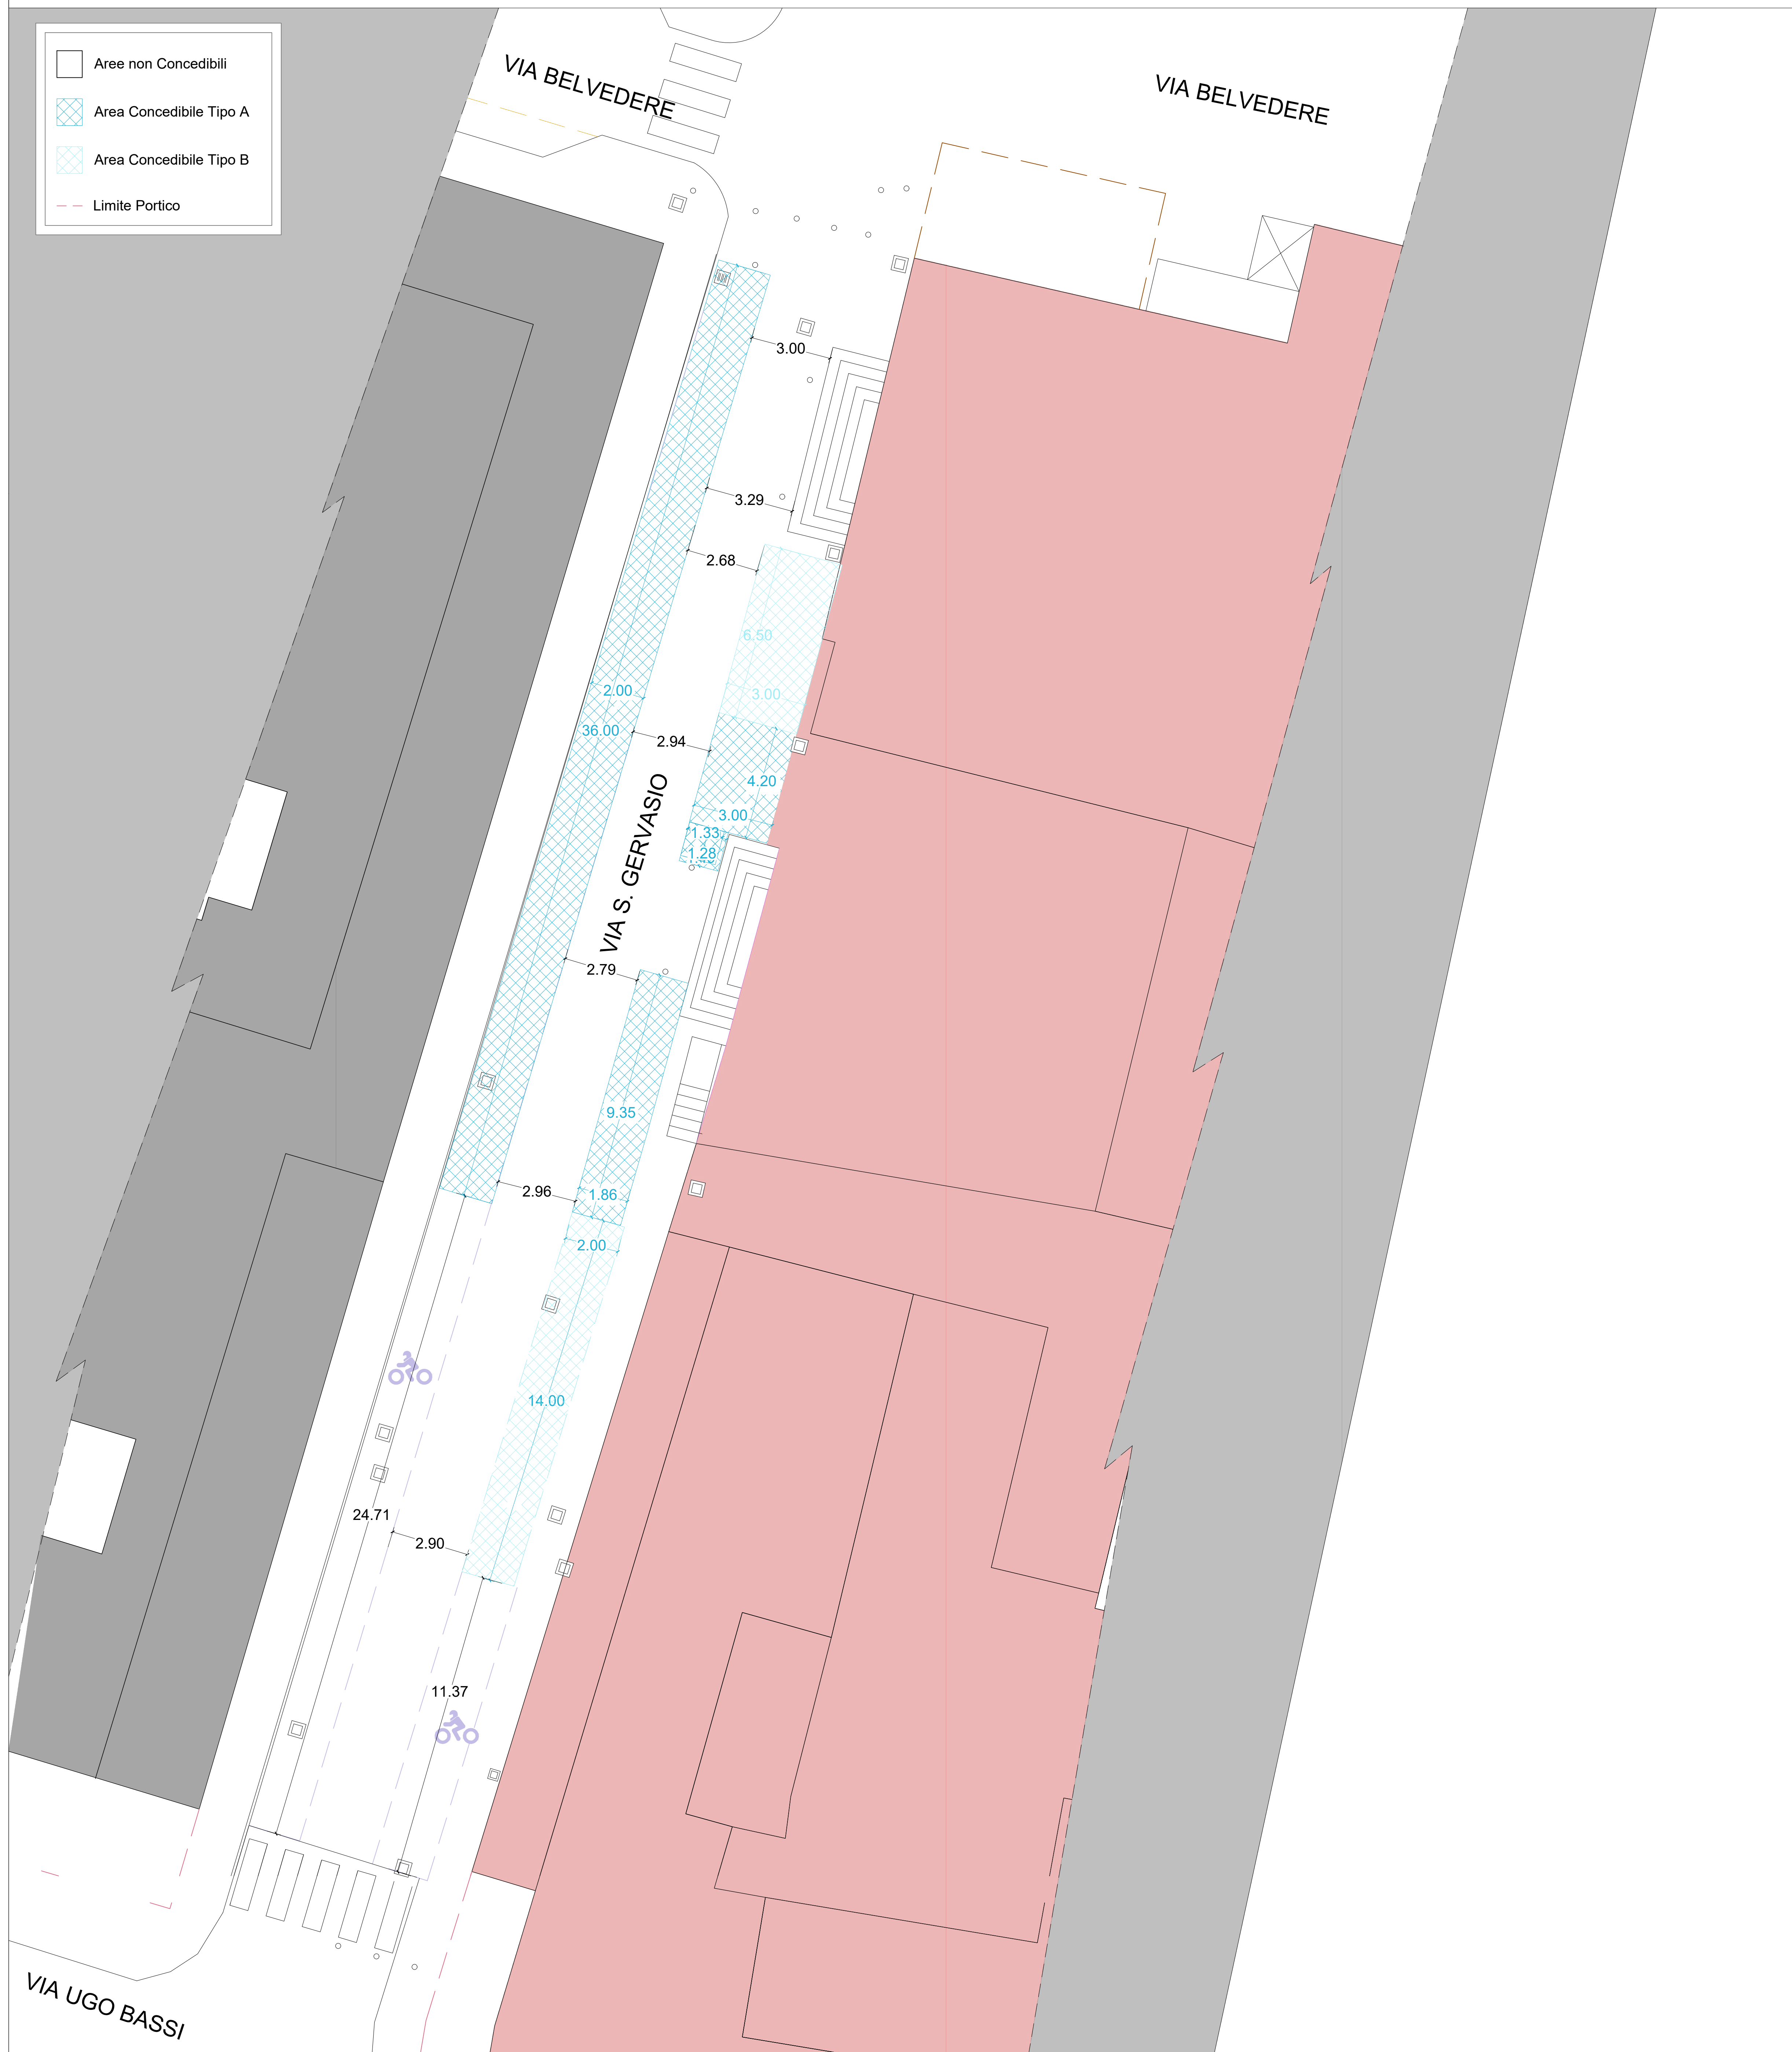 Aree non Concedibili
Area Concedibile Tipo A
Area Concedibile Tipo B
Limite Portico
VIA BELVEDERE
VIA BELVEDERE
3.00
3.29
2.68
6.50
2.00
3.00
36.00
2.94
4.20
3.00
1.33
1.28
VIA S. GERVASIO
2.79
9.35
2.96
1.86
2.00
14.00
24.71
2.90
11.37
VIA UGO BASSI